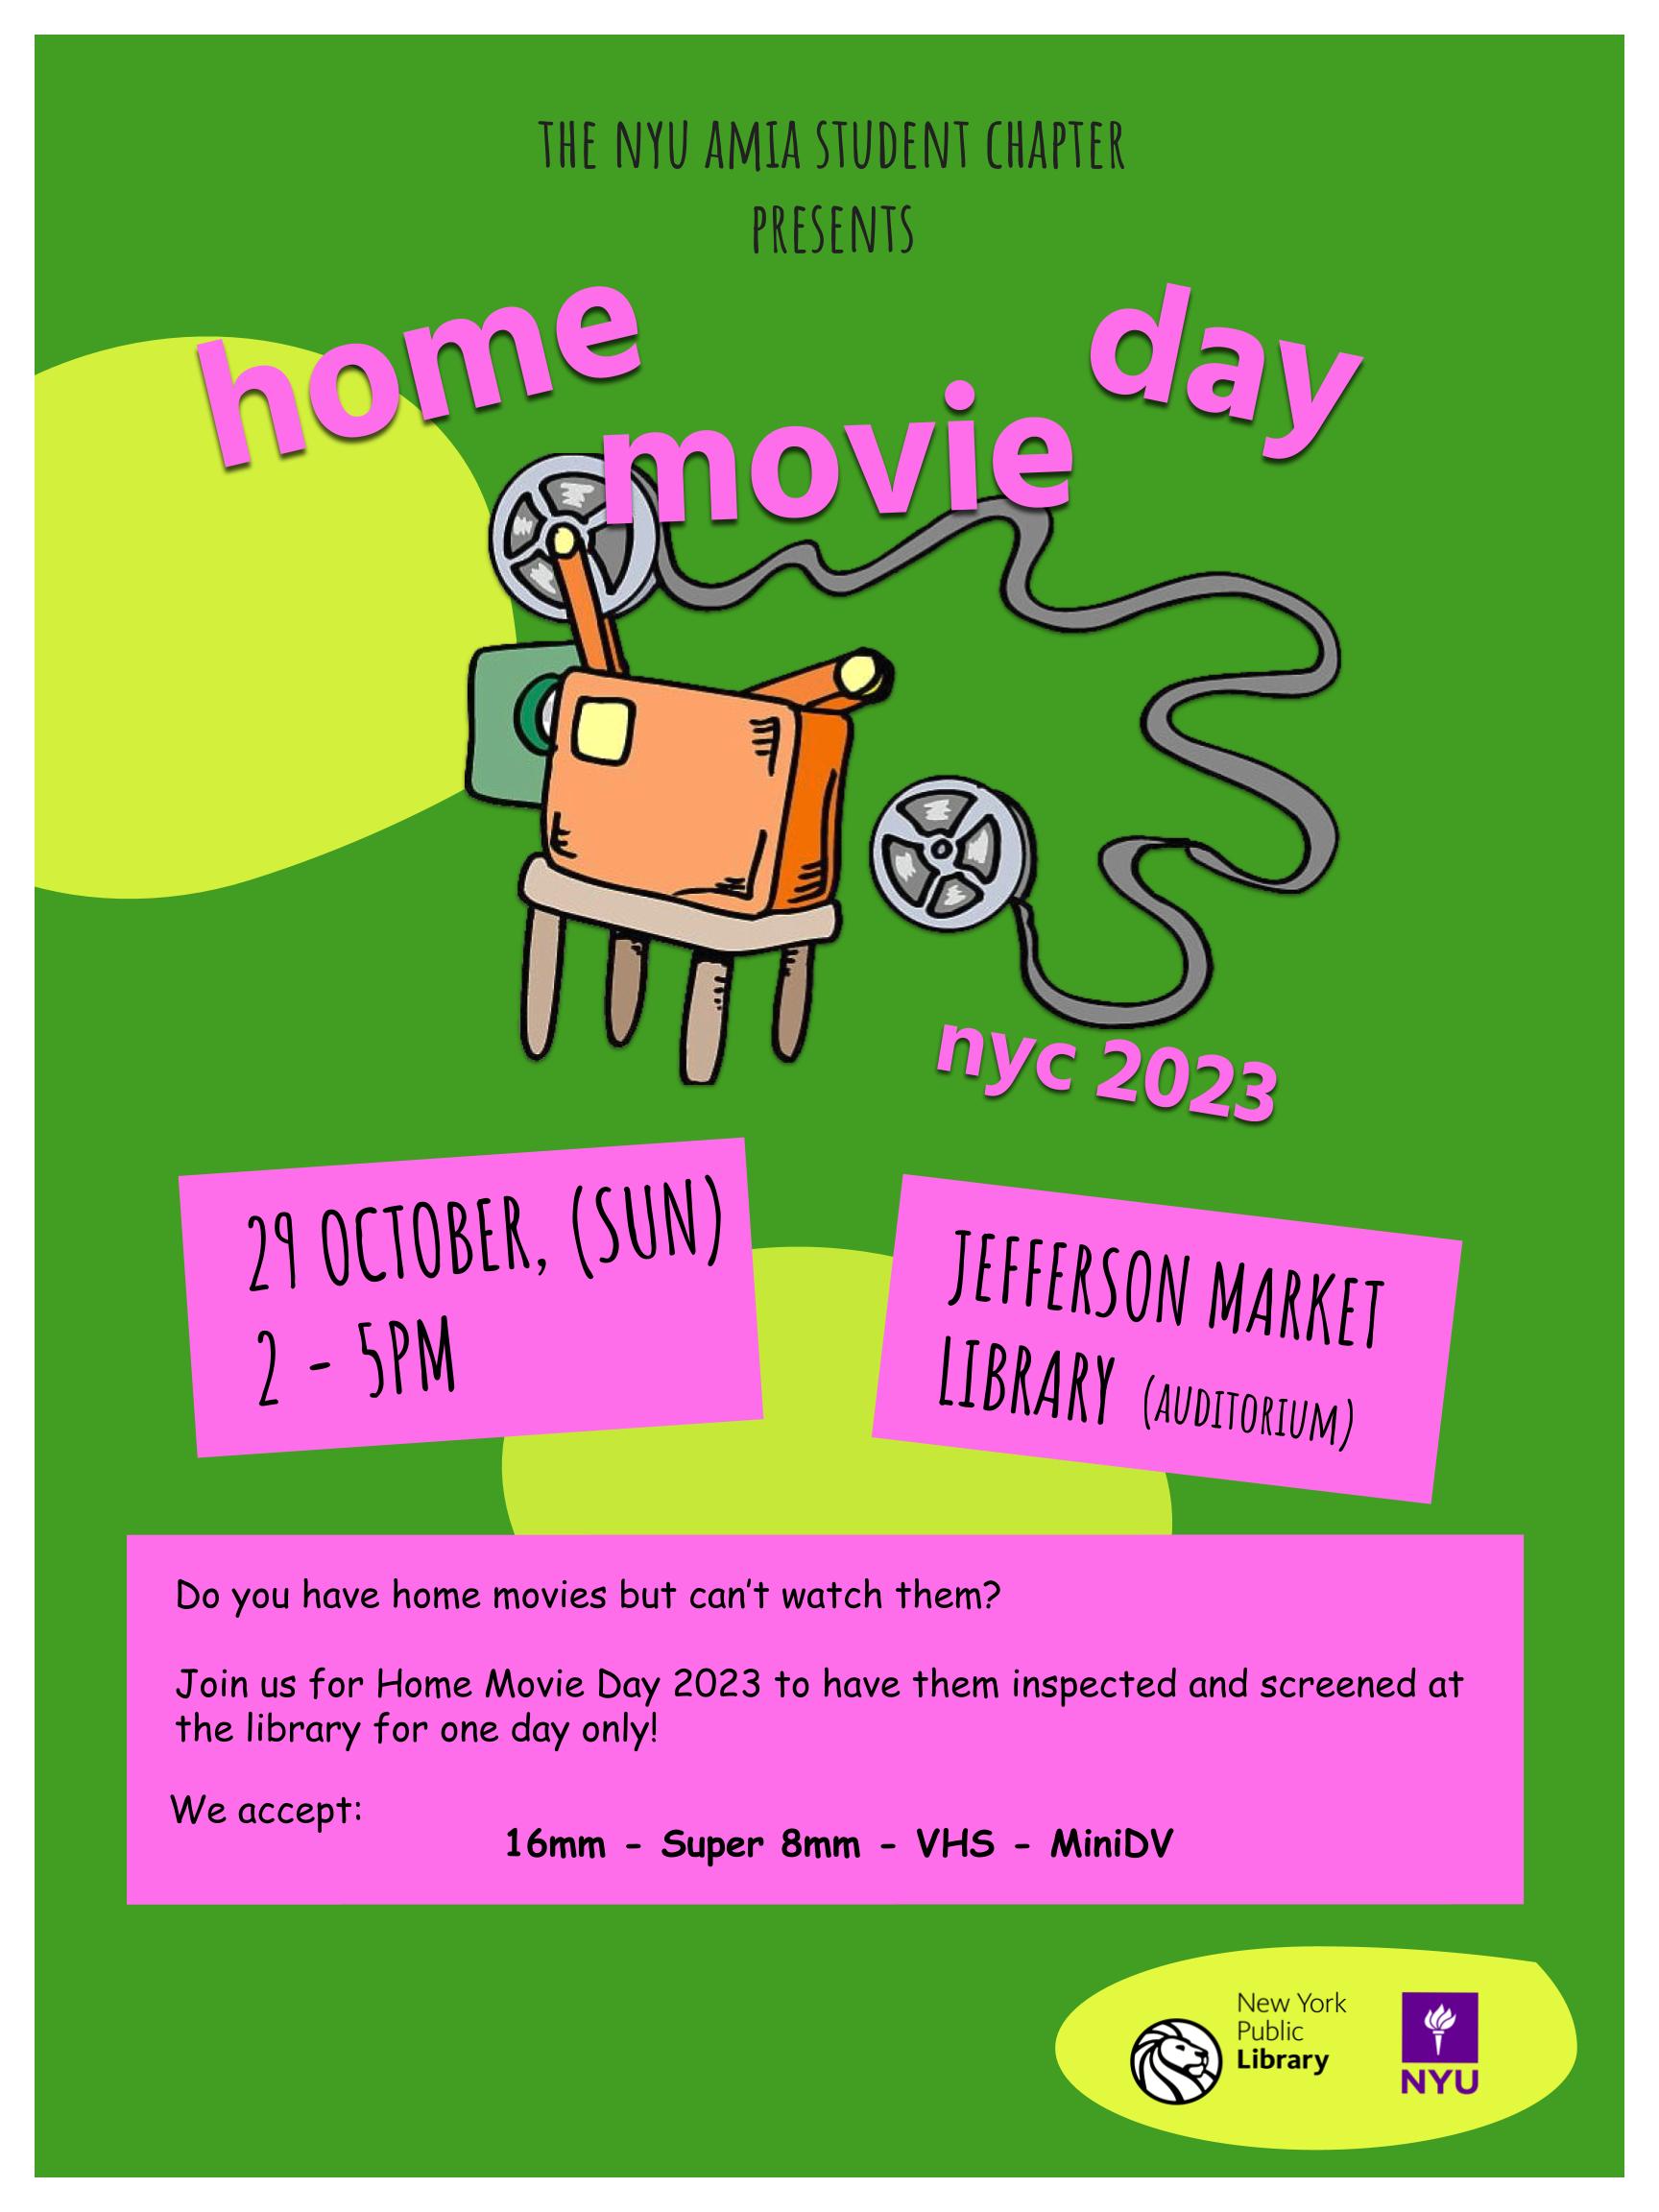 THE NYU AMIA STUDENT CHAPTER
PRESENTS
home
movie
day
nyc 2023
29 OCTOBER, (SUN)
2 - 5PM
JEFFERSON MARKET
LIBRARY (AUDITORIUM)
Do you have home movies but can't watch them?
Join us for Home Movie Day 2023 to have them inspected and screened at
the library for one day only!
We accept:
16mm - Super 8mm - VHS - MiniDV
New York
Public
Library
NYU